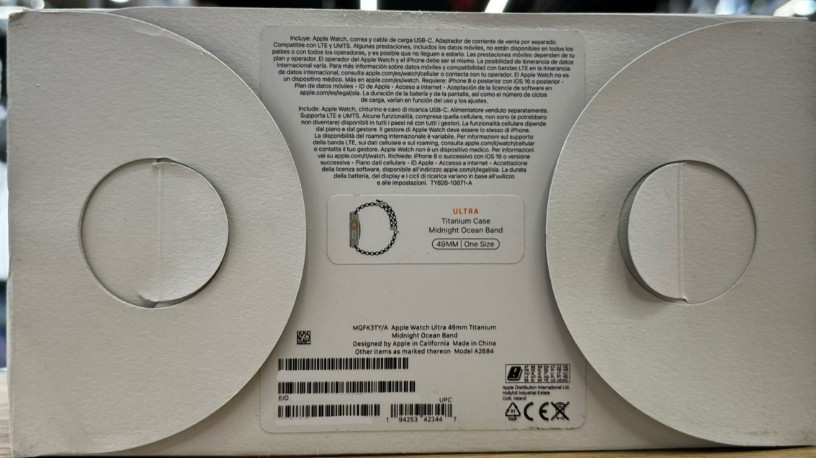 Incluye: Apple Watch, correa y cable de carga USB-C. Adaptador de corriente de venta por separado.
Compatible con LTE y UMTS. Algunas prestaciones, incluidos los datos móviles, no están disponibles en todos los
países o con todos los operadores, y es posible que no lleguen a estarlo. Las prestaciones móviles dependen de tu
plan y operador. El operador del Apple Watch y el iPhone debe ser el mismo. La posibilidad de itinerancia de datos
internacional varía. Para más información sobre datos móviles y compatibilidad con bandas LTE en la itinerancia
de datos internacional, consulta apple.com/es/watch/cellular o contacta con tu operador. El Apple Watch no es
un dispositivo médico. Más en apple.com/es/watch. Requiere: iPhone 8 o posterior con iOS 16 o posterior •
Plan de datos móviles • ID de Apple • Acceso a internet • Aceptación de la licencia de software en
apple.com/es/legal/sla. La duración de la batería y de la pantalla, así como el número de ciclos
de carga, varían en función del uso y los ajustes.
Include: Apple Watch, cinturino e cavo di ricarica USB-C. Alimentatore venduto separatamente.
Supporta LTE e UMTS. Alcune funzionalità, compresa quella cellulare, non sono (e potrebbero
non diventare) disponibili in tutti i paesi né con tutti i gestori. La funzionalità cellulare dipende
dal piano e dal gestore. Il gestore di Apple Watch deve essere lo stesso di iPhone.
La disponibilità del roaming internazionale è variabile. Per informazioni sul supporto
della banda LTE, sui dati cellulare e sul roaming, consulta apple.com/it/watch/cellular
o contatta il tuo gestore. Apple Watch non è un dispositivo medico. Per informazioni
vai su apple.com/it/watch. Richiede: iPhone 8 o successivo con iOS 16 o versione
successiva • Piano dati cellulare • ID Apple • Accesso a internet • Accettazione
della licenza software, disponibile all'indirizzo apple.com/it/legal/sla. La durata
della batteria, del display e i cicli di ricarica variano in base all'utilizzo
e alle impostazioni. TY826-10671-A
ULTRA
Titanium Case
Midnight Ocean Band
49MM | One Size
MQFK3TY/A Apple Watch Ultra 49mm Titanium
Midnight Ocean Band
Designed by Apple in California Made in China
Other items as marked thereon Model A2684
EID
UPC
1 94253 42344 7
Apple Distribution International Ltd.
Hollyhill Industrial Estate
Cork, Ireland
CE